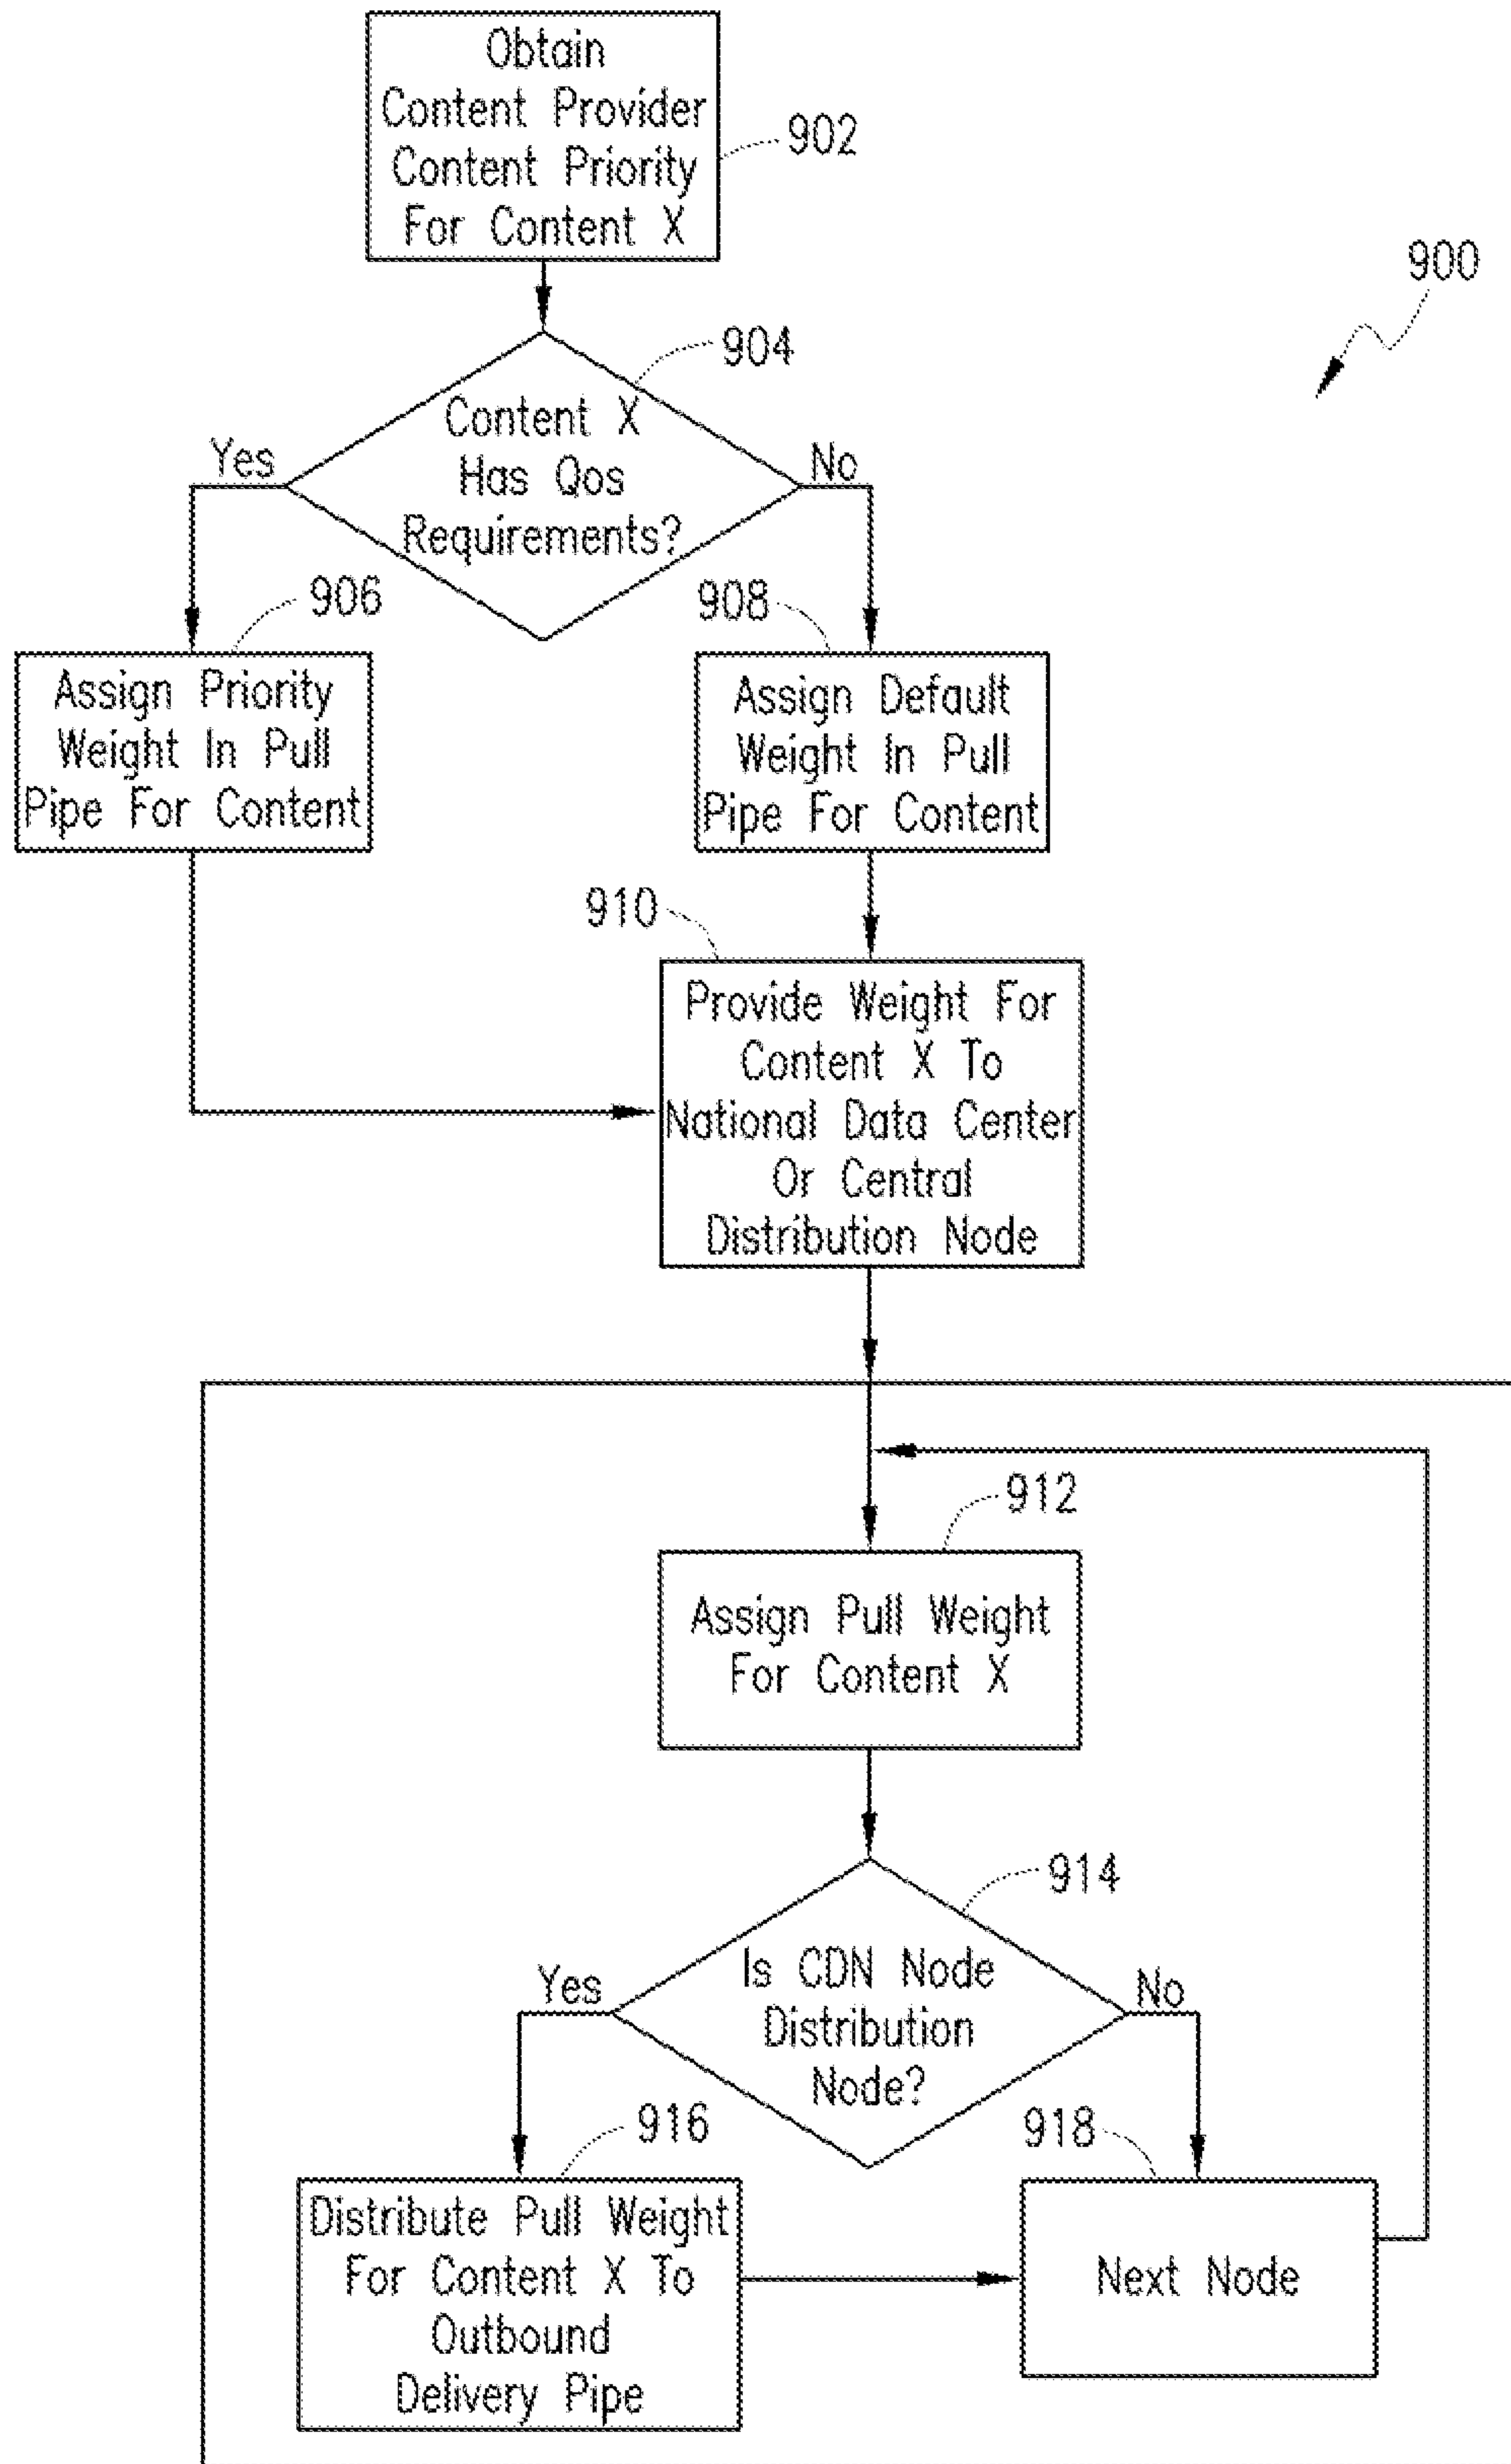 Obtain
Content Provider
Content Priority
For Content X
902
900
904
Content X
Has Qos
Requirements?
Yes
No
906
908
Assign Priority
Weight In Pull
Pipe For Content
Assign Default
Weight In Pull
Pipe For Content
910
Provide Weight For
Content X To
National Data Center
Or Central
Distribution Node
912
Assign Pull Weight
For Content X
914
Is CDN Node
Distribution
Node?
Yes
No
916
918
Distribute Pull Weight
For Content X To
Outbound
Delivery Pipe
Next Node